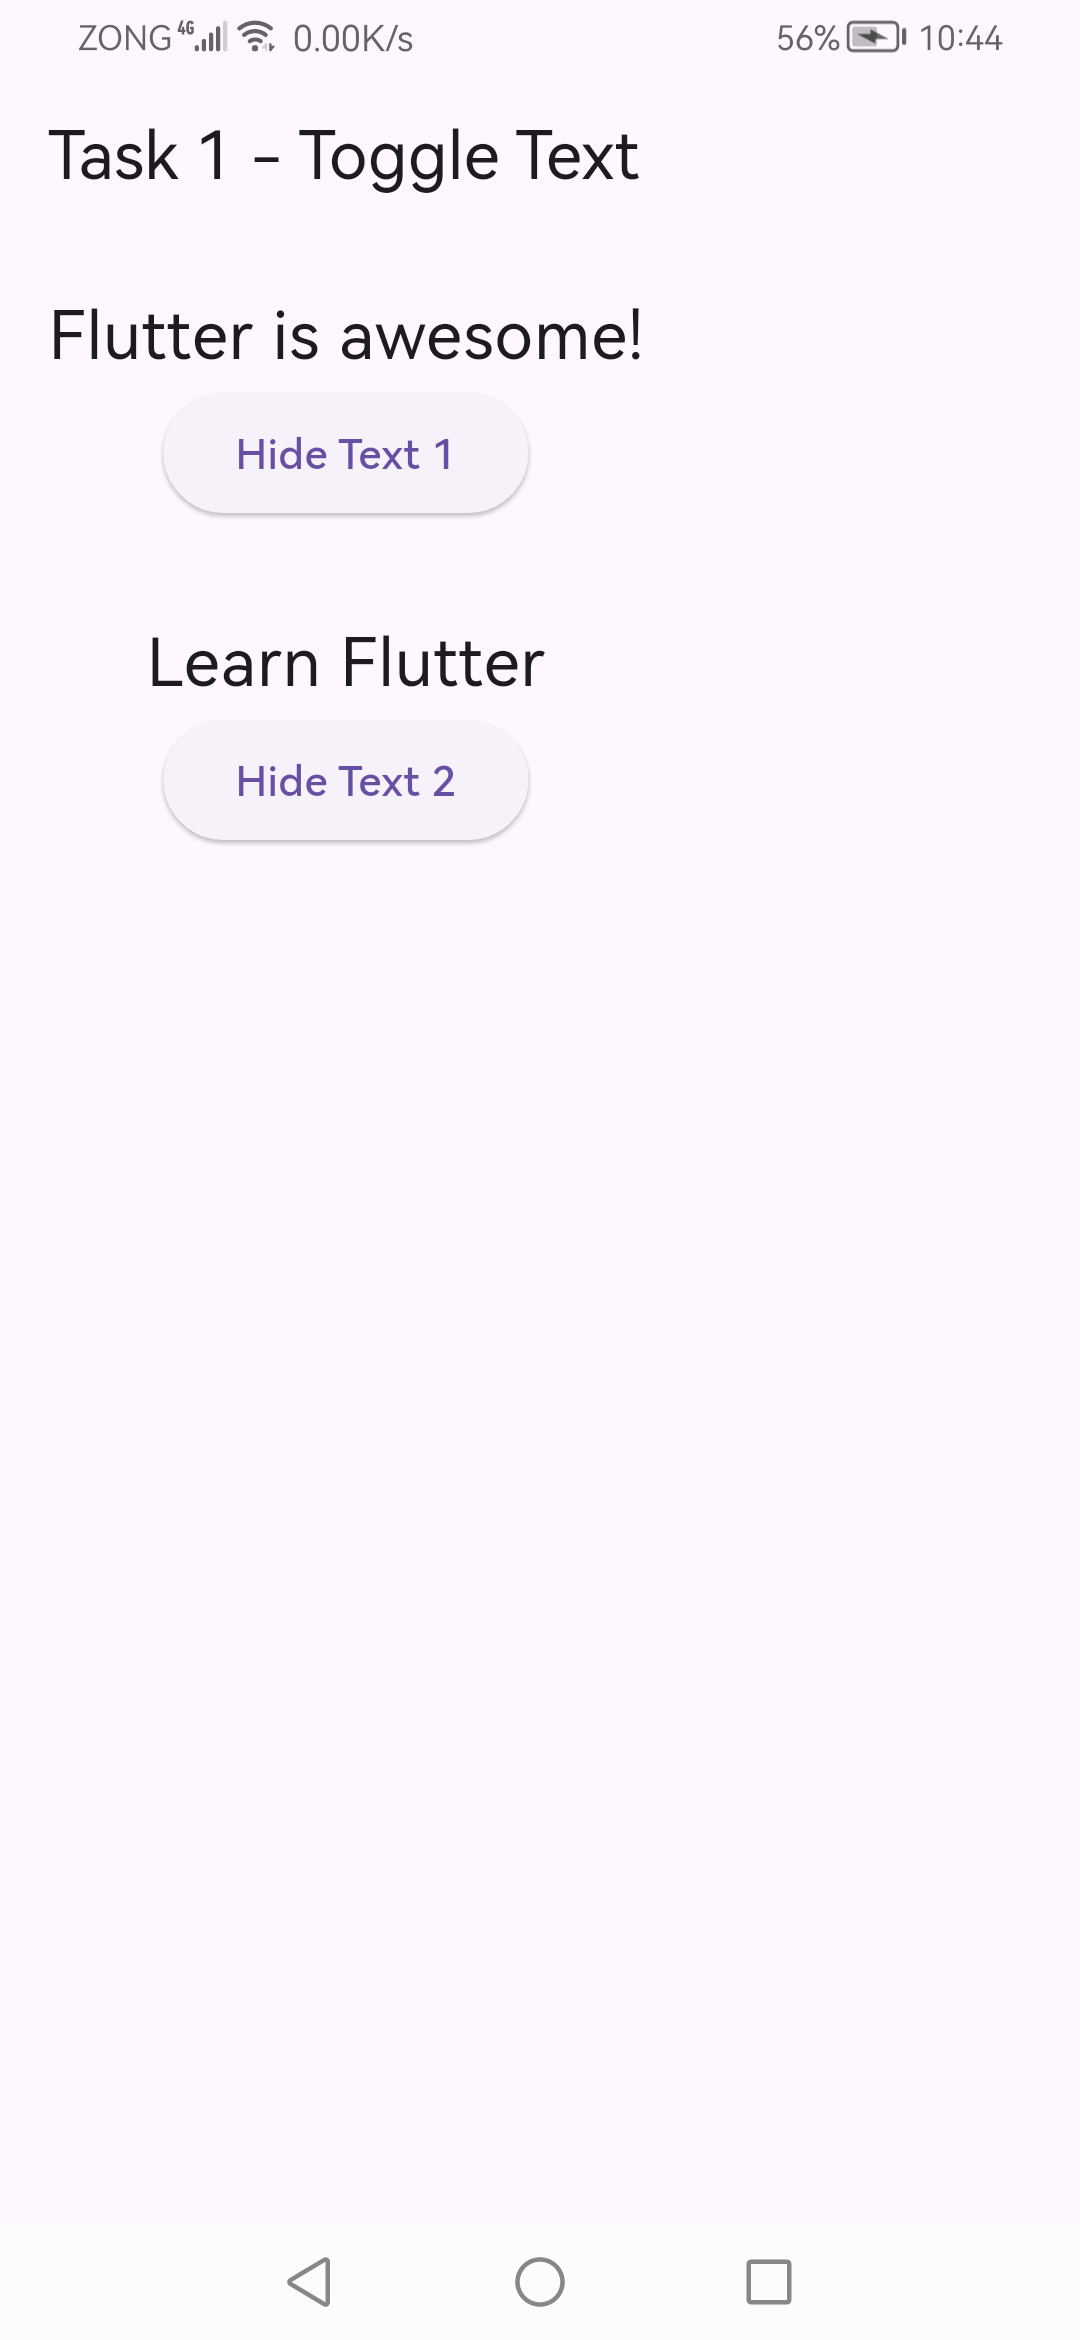 ZONG 4G 0.00K/s 56% 10:44
Task 1 - Toggle Text
Flutter is awesome!
Hide Text 1
Learn Flutter
Hide Text 2